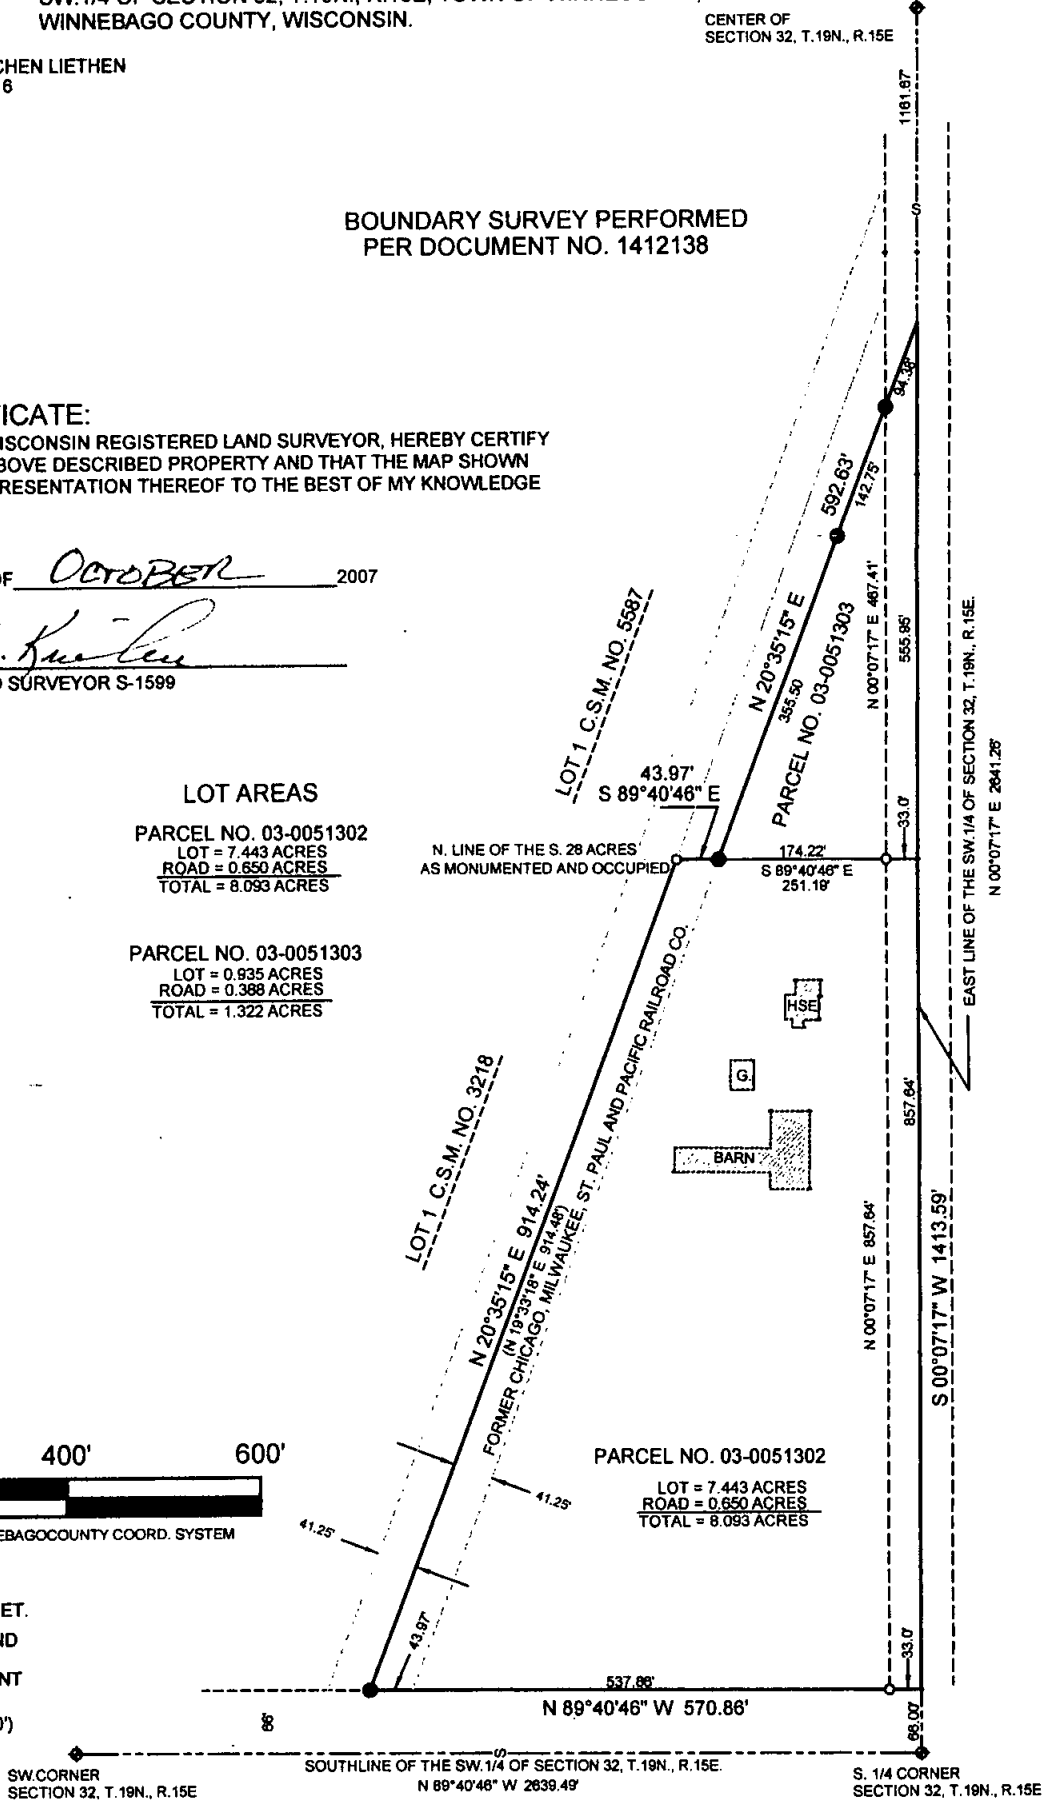 WINNEBAGO COUNTY, WISCONSIN.
CENTER OF
SECTION 32, T.19N., R.15E
CHEN LIETHEN
6
1161.67'
S
BOUNDARY SURVEY PERFORMED
PER DOCUMENT NO. 1412138
94.38'
FICATE:
ISCONSIN REGISTERED LAND SURVEYOR, HEREBY CERTIFY
BOVE DESCRIBED PROPERTY AND THAT THE MAP SHOWN
RESENTATION THEREOF TO THE BEST OF MY KNOWLEDGE
OF OCTOBER 2007
SURVEYOR S-1599
592.63'
142.75'
N 20°35'15" E
355.50
PARCEL NO. 03-0051303
N 00°07'17" E 467.41'
555.95'
EAST LINE OF THE SW.1/4 OF SECTION 32, T.19N., R.15E.
N 00°07'17" E 2641.26'
LOT 1 C.S.M. NO. 5587
43.97'
S 89°40'46" E
33.0'
N. LINE OF THE S. 28 ACRES
AS MONUMENTED AND OCCUPIED
174.22'
S 89°40'46" E
251.19'
LOT AREAS
PARCEL NO. 03-0051302
LOT = 7.443 ACRES
ROAD = 0.650 ACRES
TOTAL = 8.093 ACRES
PARCEL NO. 03-0051303
LOT = 0.935 ACRES
ROAD = 0.388 ACRES
TOTAL = 1.322 ACRES
HSE
G.
BARN
LOT 1 C.S.M. NO. 3218
N 20°35'15" E 914.24'
(N 19°33'18" E 914.48')
FORMER CHICAGO, MILWAUKEE, ST. PAUL AND PACIFIC RAILROAD CO.
857.64'
N 00°07'17" E 857.64'
S 00°07'17" W 1413.59'
400' 600'
EBAGOCOUNTY COORD. SYSTEM
PARCEL NO. 03-0051302
LOT = 7.443 ACRES
ROAD = 0.650 ACRES
TOTAL = 8.093 ACRES
41.25'
41.25'
43.97'
33.0'
ET.
ND
NT
0')
537.86'
N 89°40'46" W 570.86'
66.00'
S
SOUTHLINE OF THE SW.1/4 OF SECTION 32, T.19N., R.15E.
N 89°40'46" W 2639.49'
SW.CORNER
SECTION 32, T.19N., R.15E
S. 1/4 CORNER
SECTION 32, T.19N., R.15E